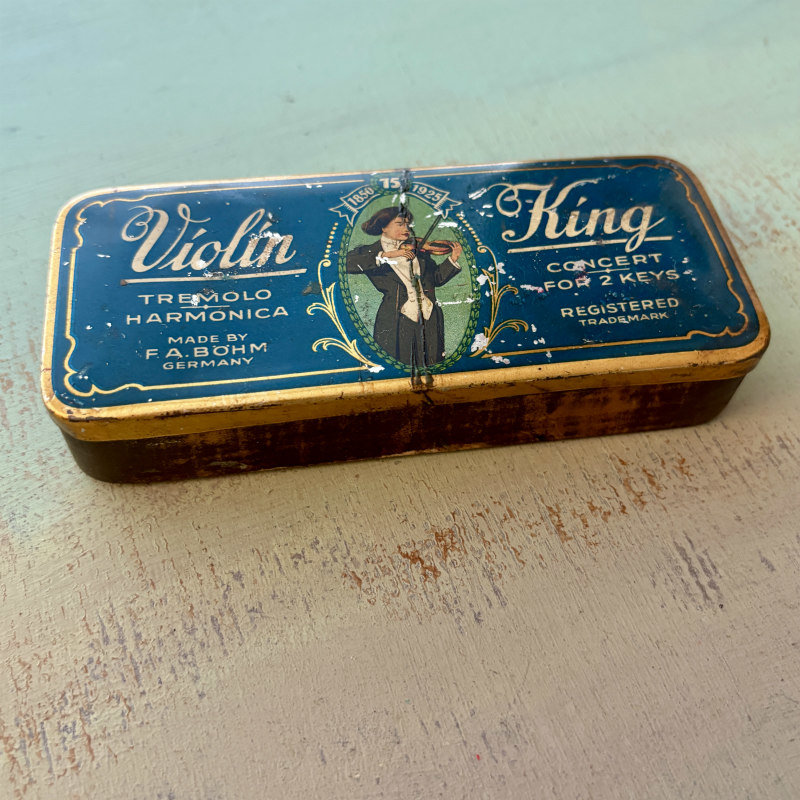 Violin
TREMOLO
HARMONICA
MADE BY
F.A.BÖHM
GERMANY
1850 75 1925
King
CONCERT
FOR 2 KEYS
REGISTERED
TRADEMARK